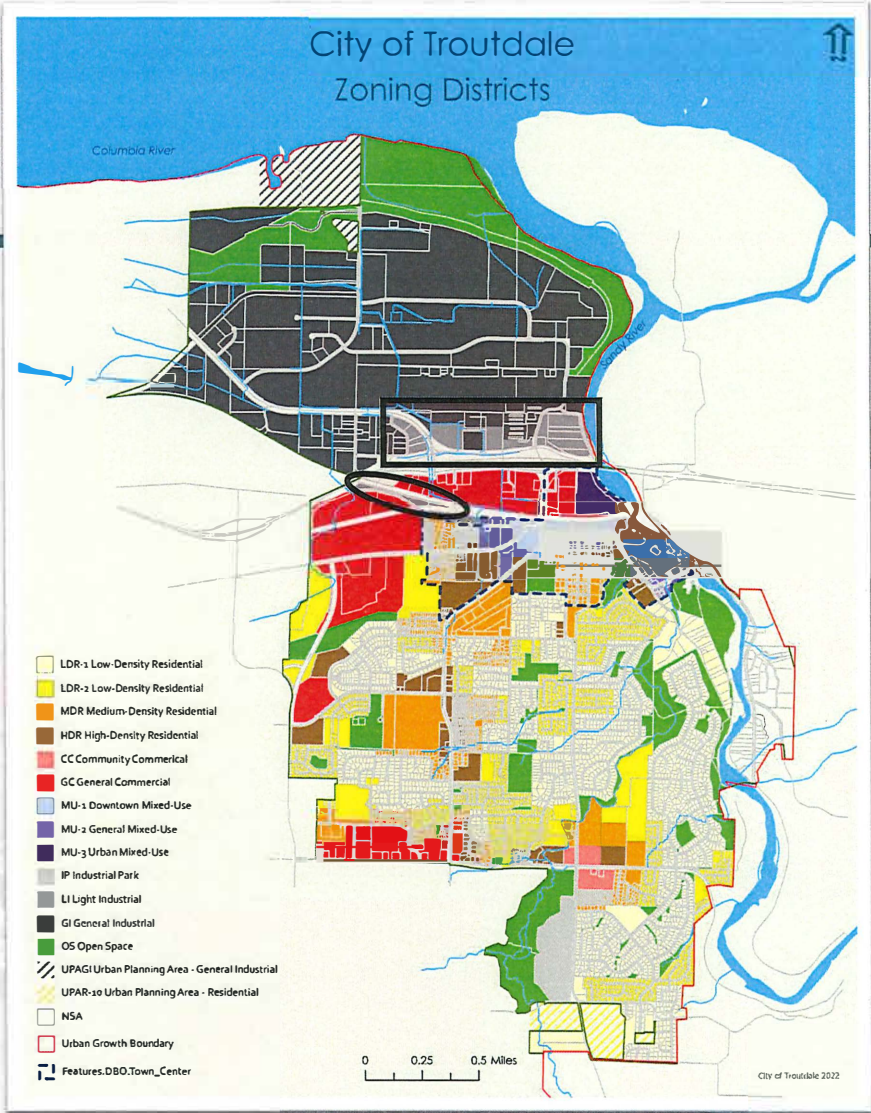 City of Troutdale
Zoning Districts
Columbia River
Sandy River
LDR-1 Low-Density Residential
LDR-2 Low-Density Residential
MDR Medium-Density Residential
HDR High-Density Residential
CC Community Commerical
GC General Commercial
MU-1 Downtown Mixed-Use
MU-2 General Mixed-Use
MU-3 Urban Mixed-Use
IP Industrial Park
LI Light Industrial
GI General Industrial
OS Open Space
UPAGI Urban Planning Area - General Industrial
UPAR-10 Urban Planning Area - Residential
NSA
Urban Growth Boundary
Features.DBO.Town_Center
0 0.25 0.5 Miles
City of Troutdale 2022